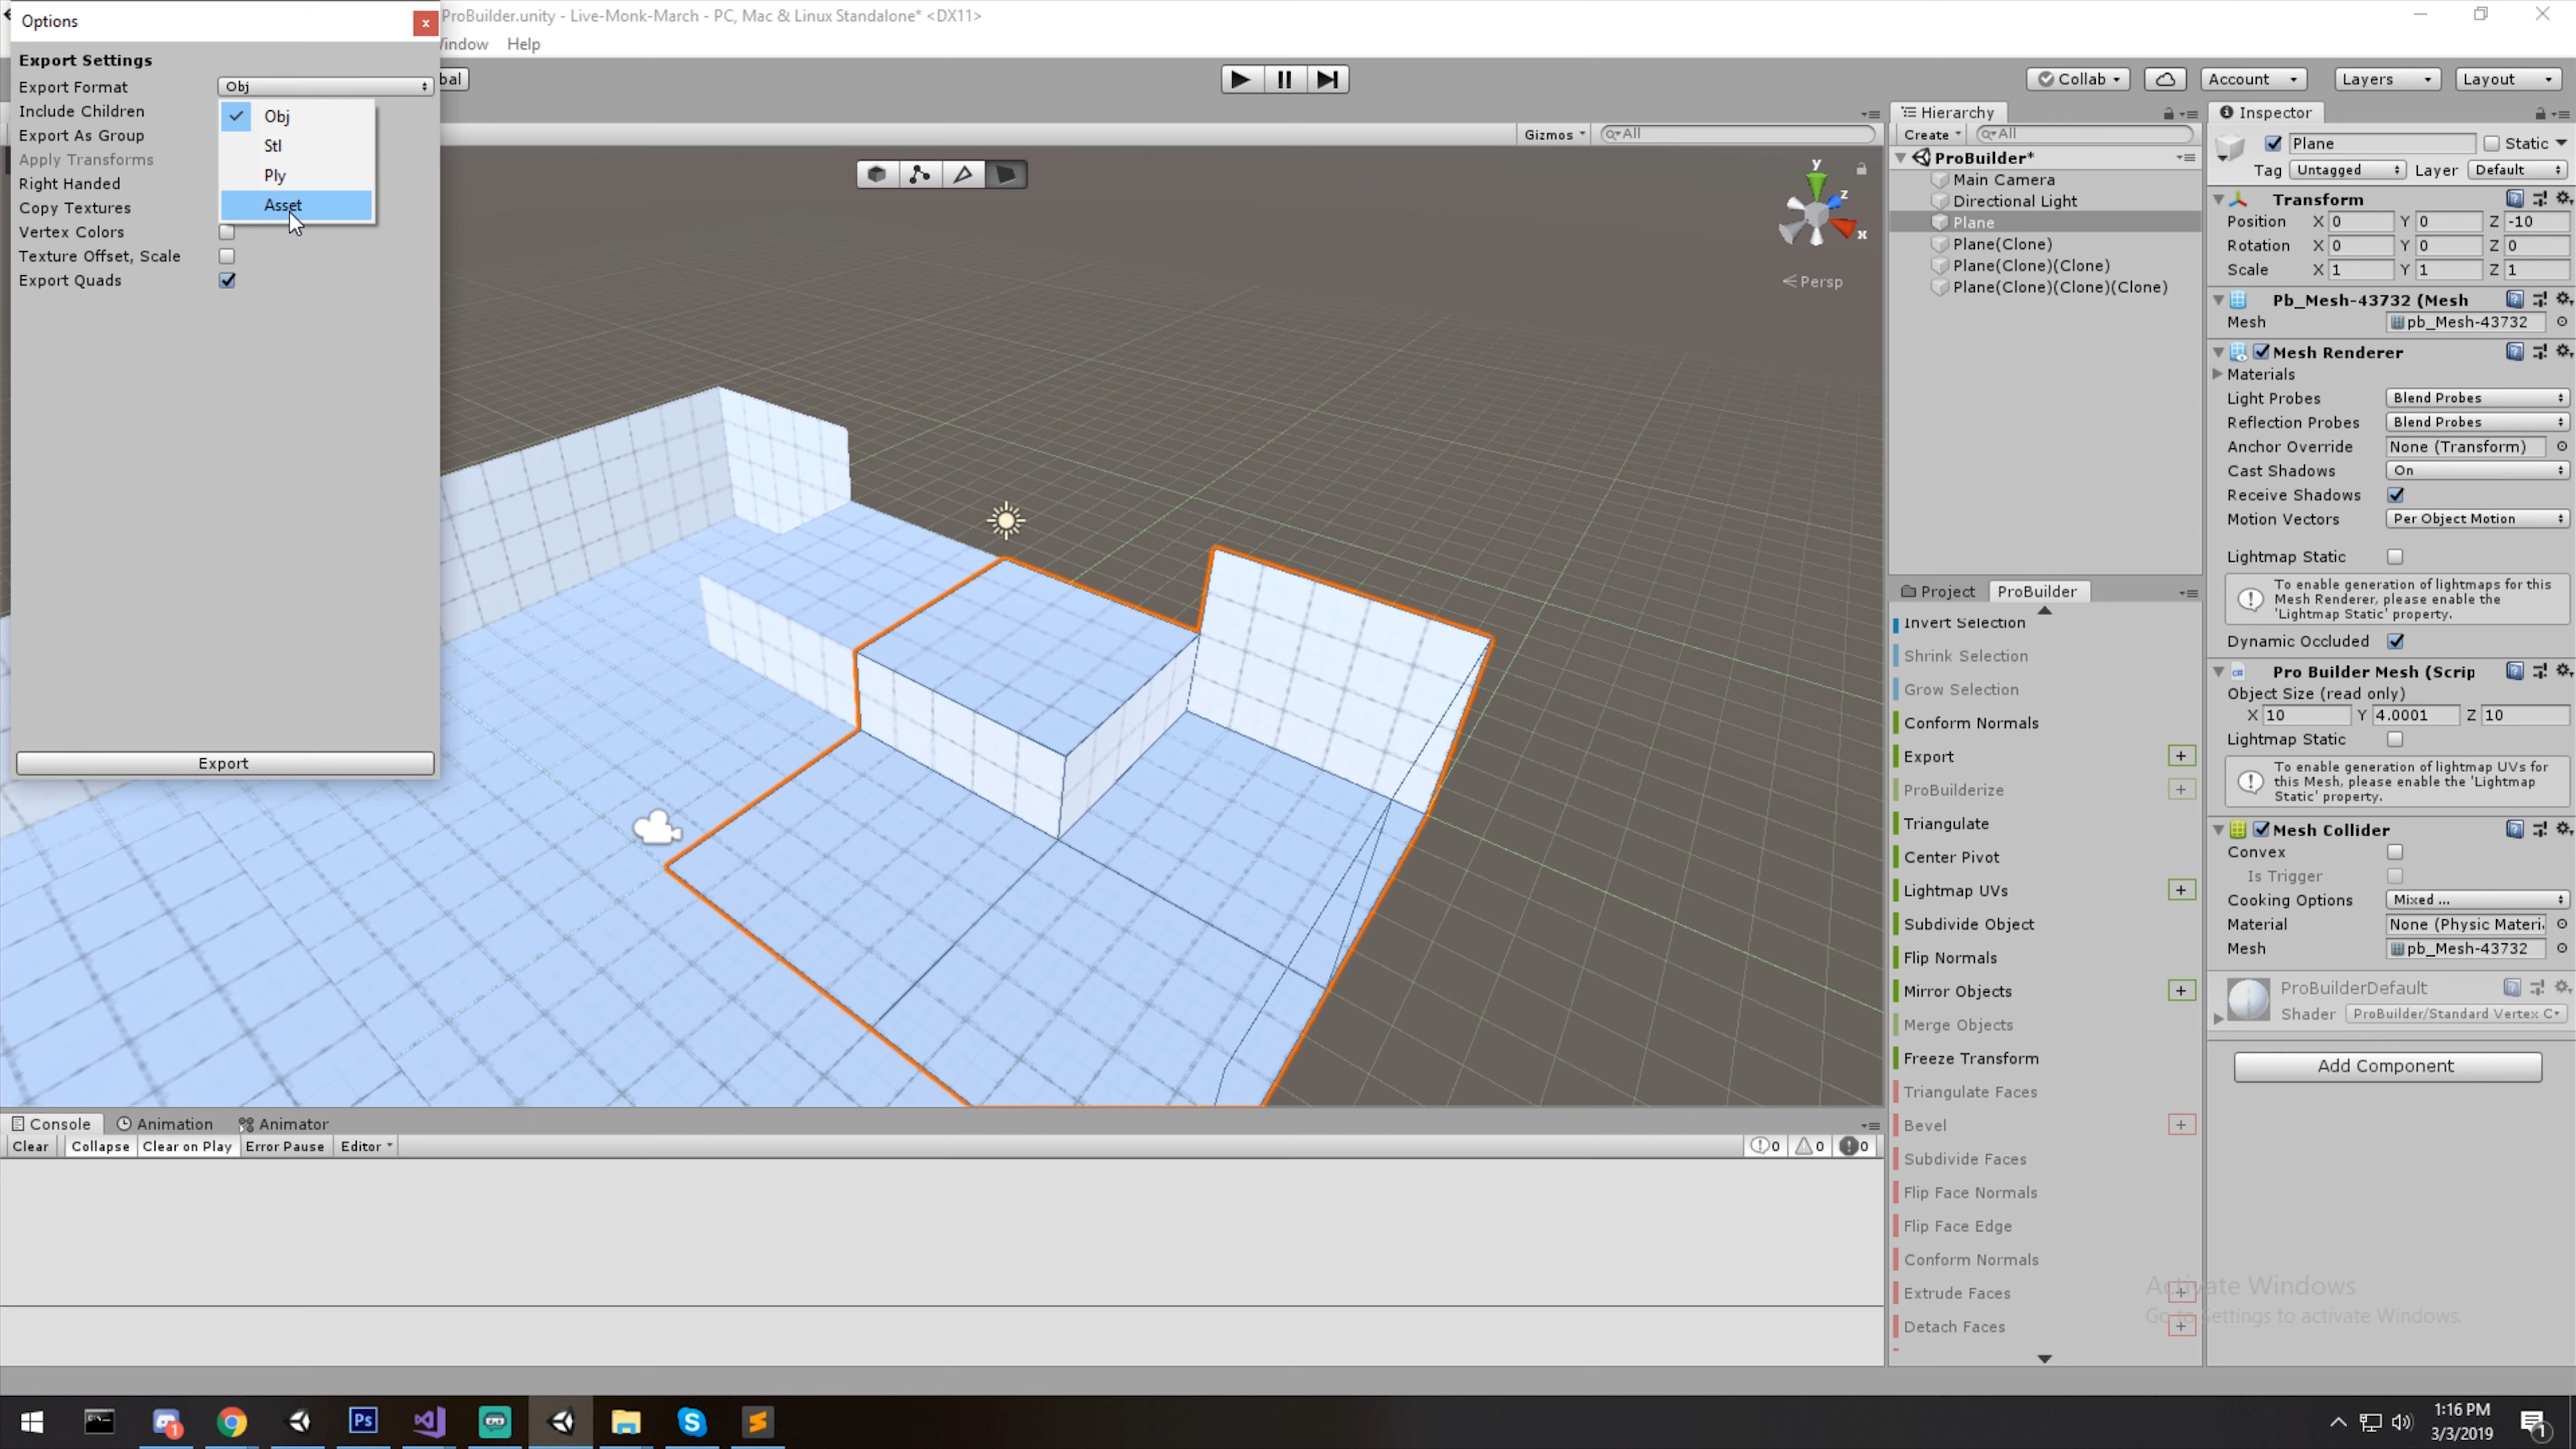 Options
x
ProBuilder.unity - Live-Monk-March - PC, Mac & Linux Standalone* <DX11>
Window
Help
Export Settings
Export Format
Obj
Include Children
Export As Group
Apply Transforms
Right Handed
Copy Textures
Vertex Colors
Texture Offset, Scale
Export Quads
Obj
Stl
Ply
Asset
Export
bal
Collab
Account
Layers
Layout
Gizmos
All
y
z
x
Persp
Hierarchy
Create
All
ProBuilder*
Main Camera
Directional Light
Plane
Plane(Clone)
Plane(Clone)(Clone)
Plane(Clone)(Clone)(Clone)
Project
ProBuilder
Invert Selection
Shrink Selection
Grow Selection
Conform Normals
Export +
ProBuilderize +
Triangulate
Center Pivot
Lightmap UVs +
Subdivide Object
Flip Normals
Mirror Objects +
Merge Objects
Freeze Transform
Triangulate Faces
Bevel +
Subdivide Faces
Flip Face Normals
Flip Face Edge
Conform Normals
Extrude Faces +
Detach Faces +
Inspector
Plane
Static
Tag Untagged Layer Default
Transform
Position X 0 Y 0 Z -10
Rotation X 0 Y 0 Z 0
Scale X 1 Y 1 Z 1
Pb_Mesh-43732 (Mesh
Mesh pb_Mesh-43732
Mesh Renderer
Materials
Light Probes Blend Probes
Reflection Probes Blend Probes
Anchor Override None (Transform)
Cast Shadows On
Receive Shadows
Motion Vectors Per Object Motion
Lightmap Static
To enable generation of lightmaps for this
Mesh Renderer, please enable the
'Lightmap Static' property.
Dynamic Occluded
Pro Builder Mesh (Scrip
Object Size (read only)
X 10 Y 4.0001 Z 10
Lightmap Static
To enable generation of lightmap UVs for
this Mesh, please enable the 'Lightmap
Static' property.
Mesh Collider
Convex
Is Trigger
Cooking Options Mixed ...
Material None (Physic Materi
Mesh pb_Mesh-43732
ProBuilderDefault
Shader ProBuilder/Standard Vertex C
Add Component
Activate Windows
Go to Settings to activate Windows.
Console
Animation
Animator
Clear
Collapse
Clear on Play
Error Pause
Editor
0
0
0
Ps
1
1:16 PM
3/3/2019
1